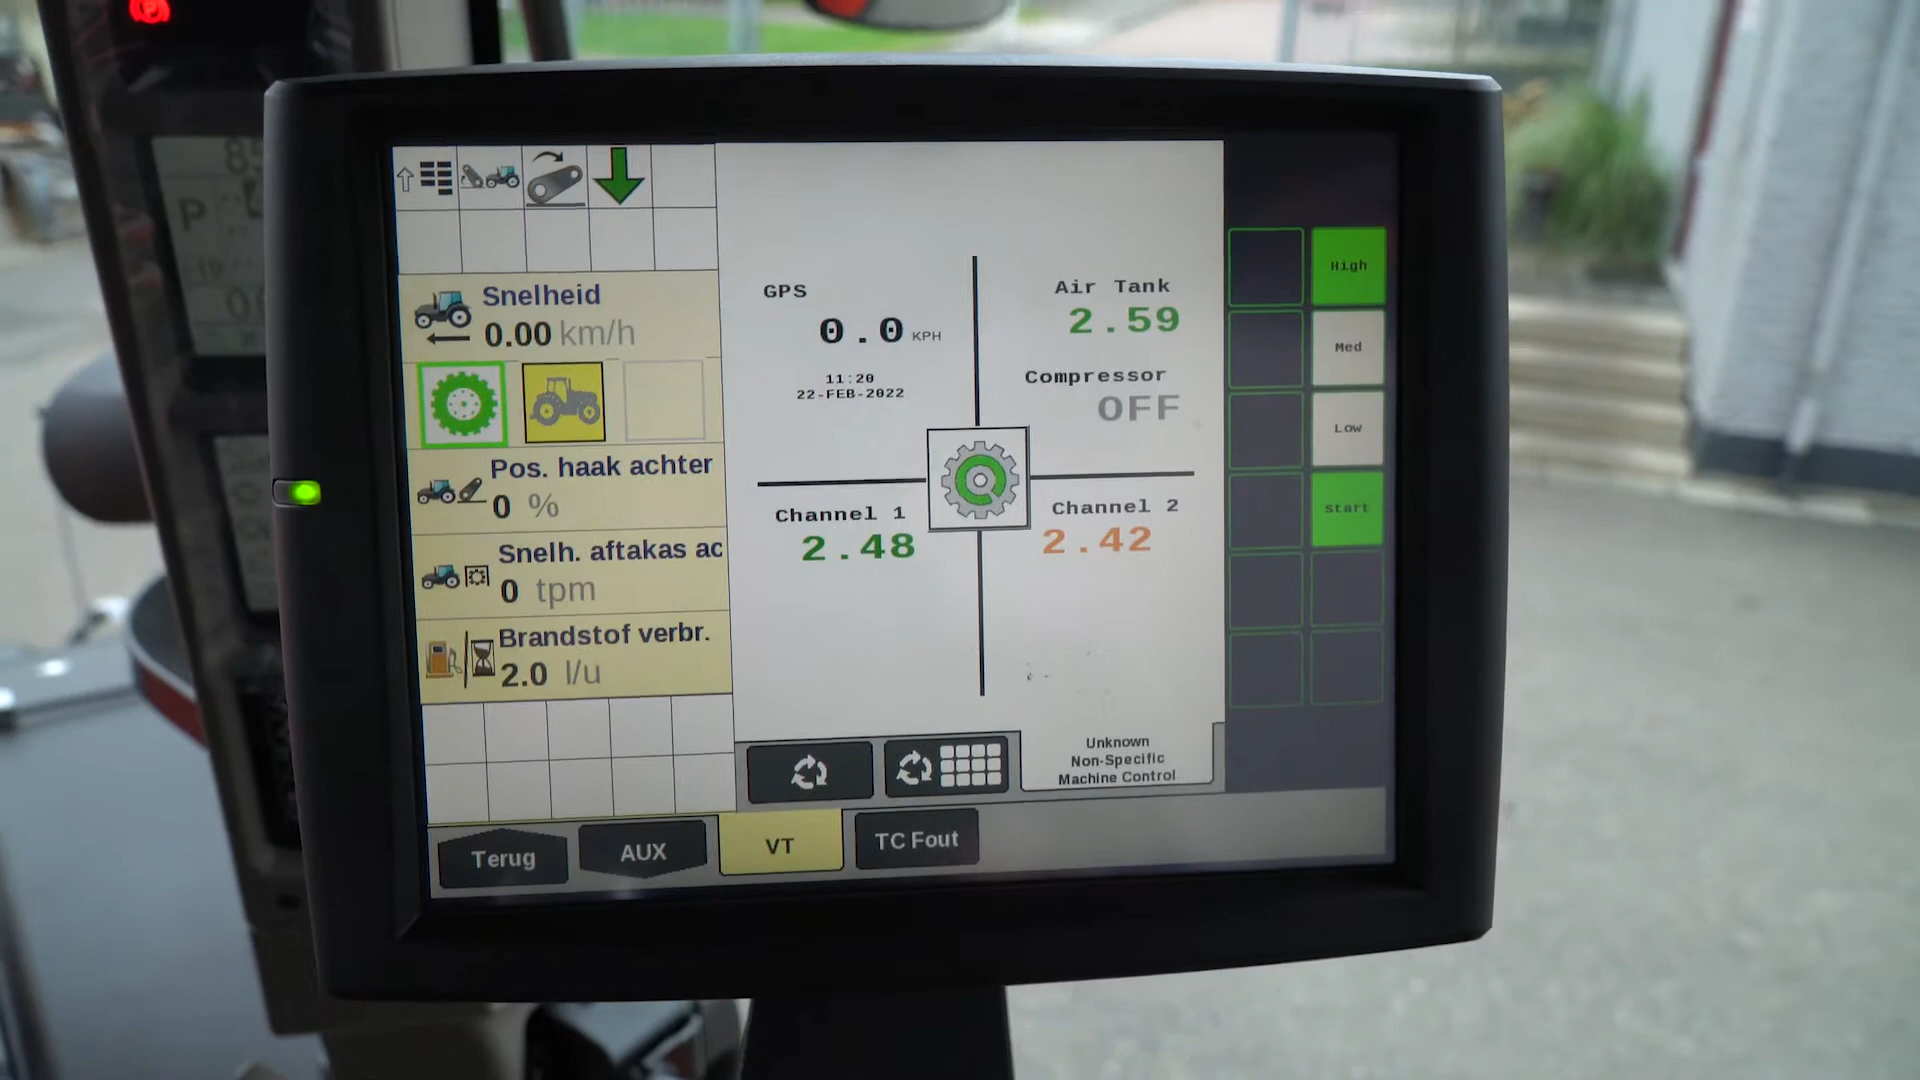 Snelheid
0.00 km/h
Pos. haak achter
0 %
Snelh. aftakas ac
0 tpm
Brandstof verbr.
2.0 l/u
GPS
0.0 KPH
11:20
22-FEB-2022
Air Tank
2.59
Compressor
OFF
Channel 1
2.48
Channel 2
2.42
High
Med
Low
Start
Unknown
Non-Specific
Machine Control
Terug
AUX
VT
TC Fout
P